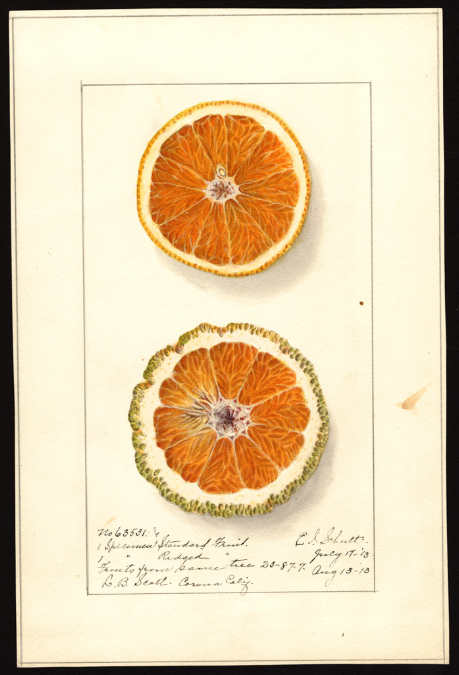 No 63531.
1 Specimen Standard Fruit.
" Ridged "
Fruits from same tree 23-87-7.
L. B. Scott. Corona Calif.
E. I. Schutt.
July 17-'13
Aug 13-13